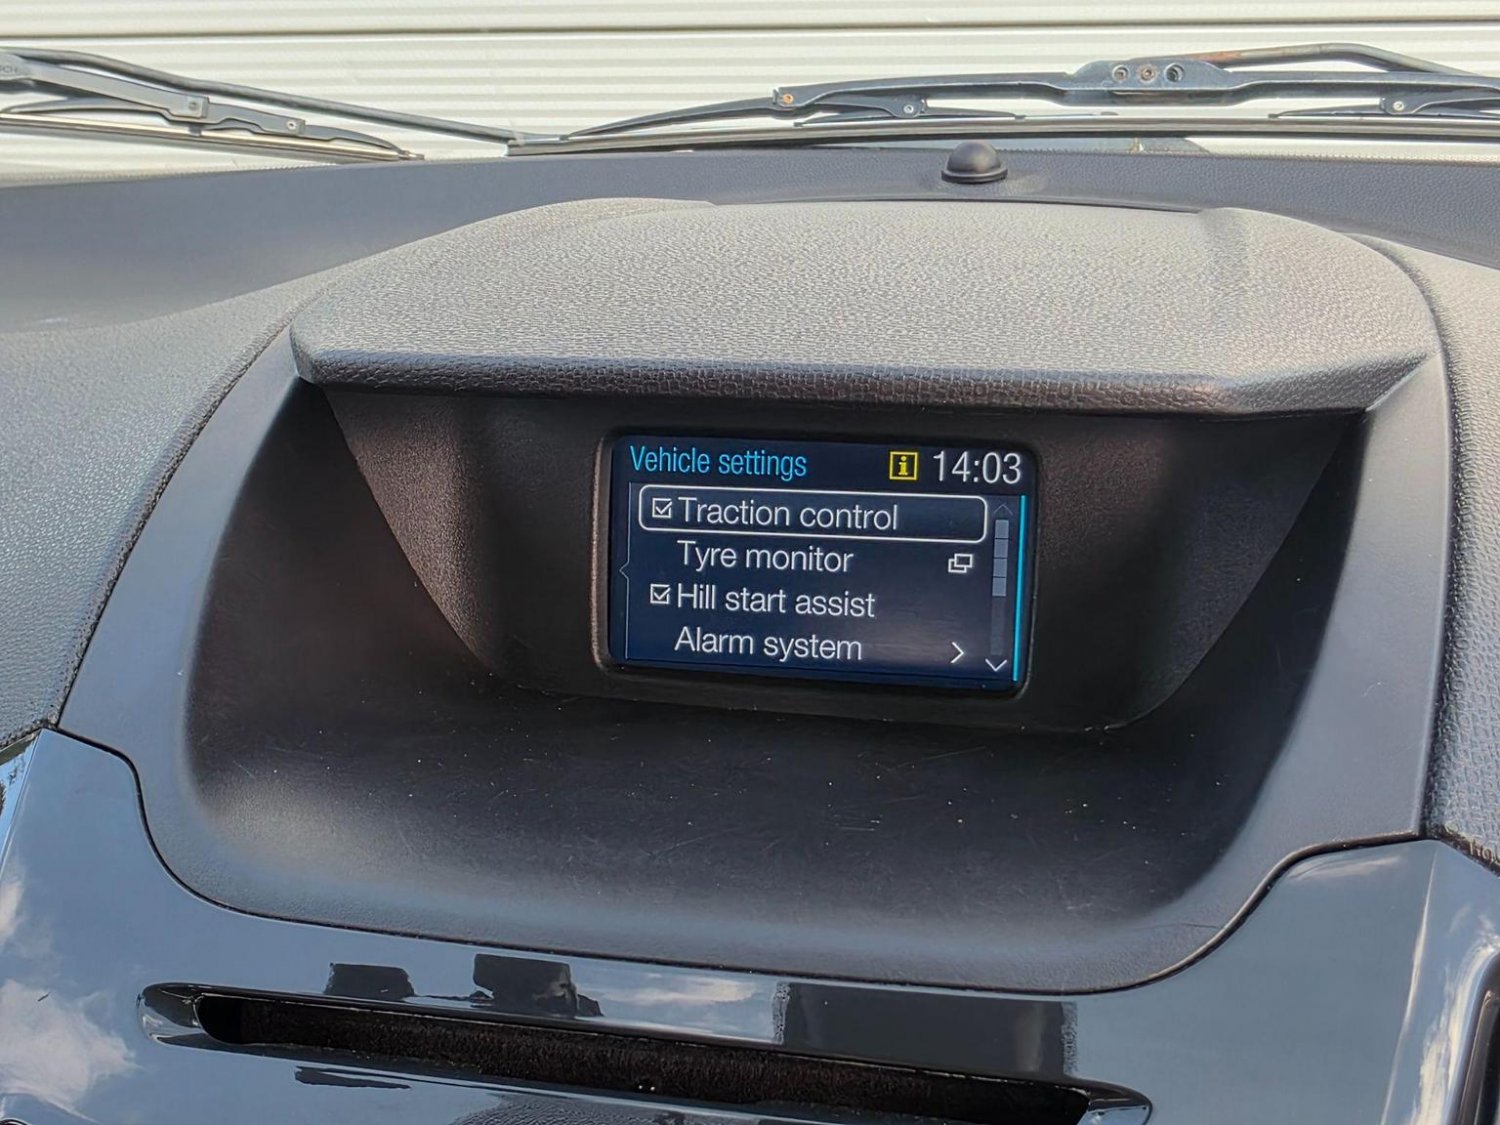 Vehicle settings i 14:03
Traction control
Tyre monitor
Hill start assist
Alarm system